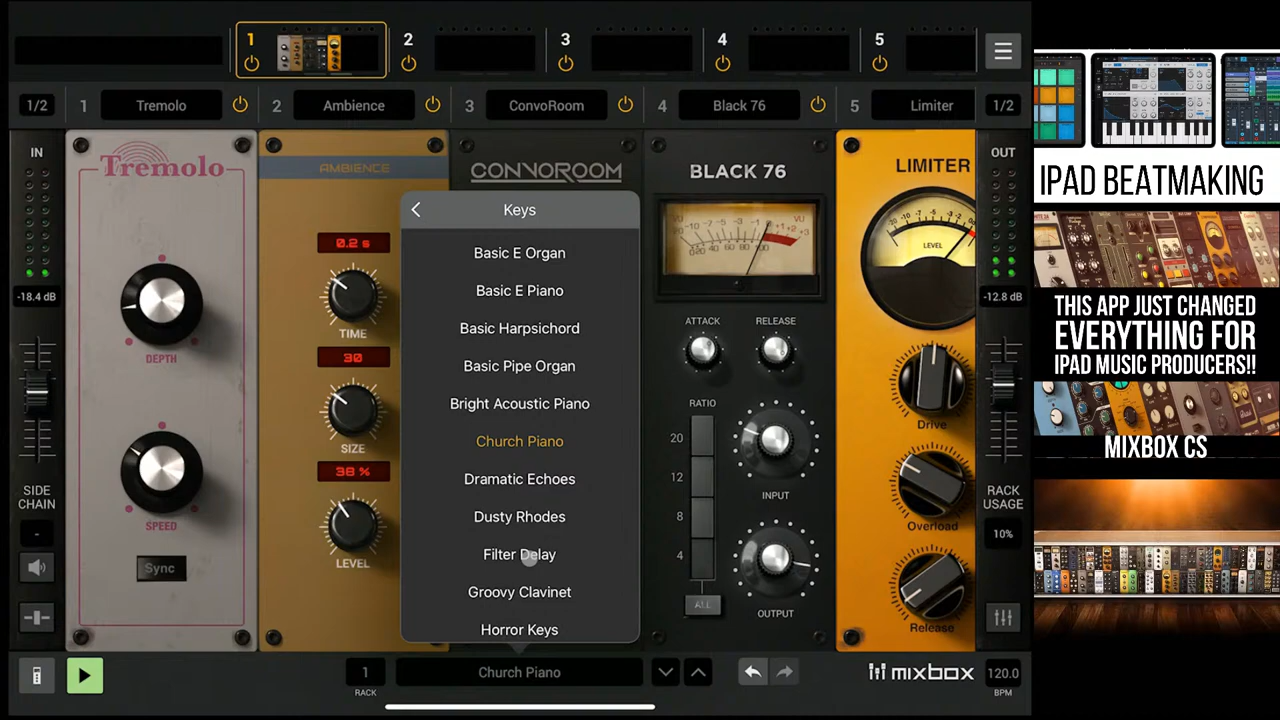 1
2
3
4
5
1/2
1
Tremolo
2
Ambience
3
ConvoRoom
4
Black 76
5
Limiter
1/2
IN
-18.4 dB
SIDE
CHAIN
-
Tremolo
DEPTH
SPEED
Sync
AMBIENCE
0.2 s
TIME
30
SIZE
38 %
LEVEL
CONVOROOM
Keys
Basic E Organ
Basic E Piano
Basic Harpsichord
Basic Pipe Organ
Bright Acoustic Piano
Church Piano
Dramatic Echoes
Dusty Rhodes
Filter Delay
Groovy Clavinet
Horror Keys
BLACK 76
VU
VU
ATTACK
RELEASE
RATIO
20
12
8
4
ALL
INPUT
OUTPUT
LIMITER
LEVEL
Drive
Overload
Release
OUT
-12.8 dB
RACK
USAGE
10%
1
RACK
Church Piano
mixbox
120.0
BPM
IPAD BEATMAKING
THIS APP JUST CHANGED
EVERYTHING FOR
IPAD MUSIC PRODUCERS!!
MIXBOX CS